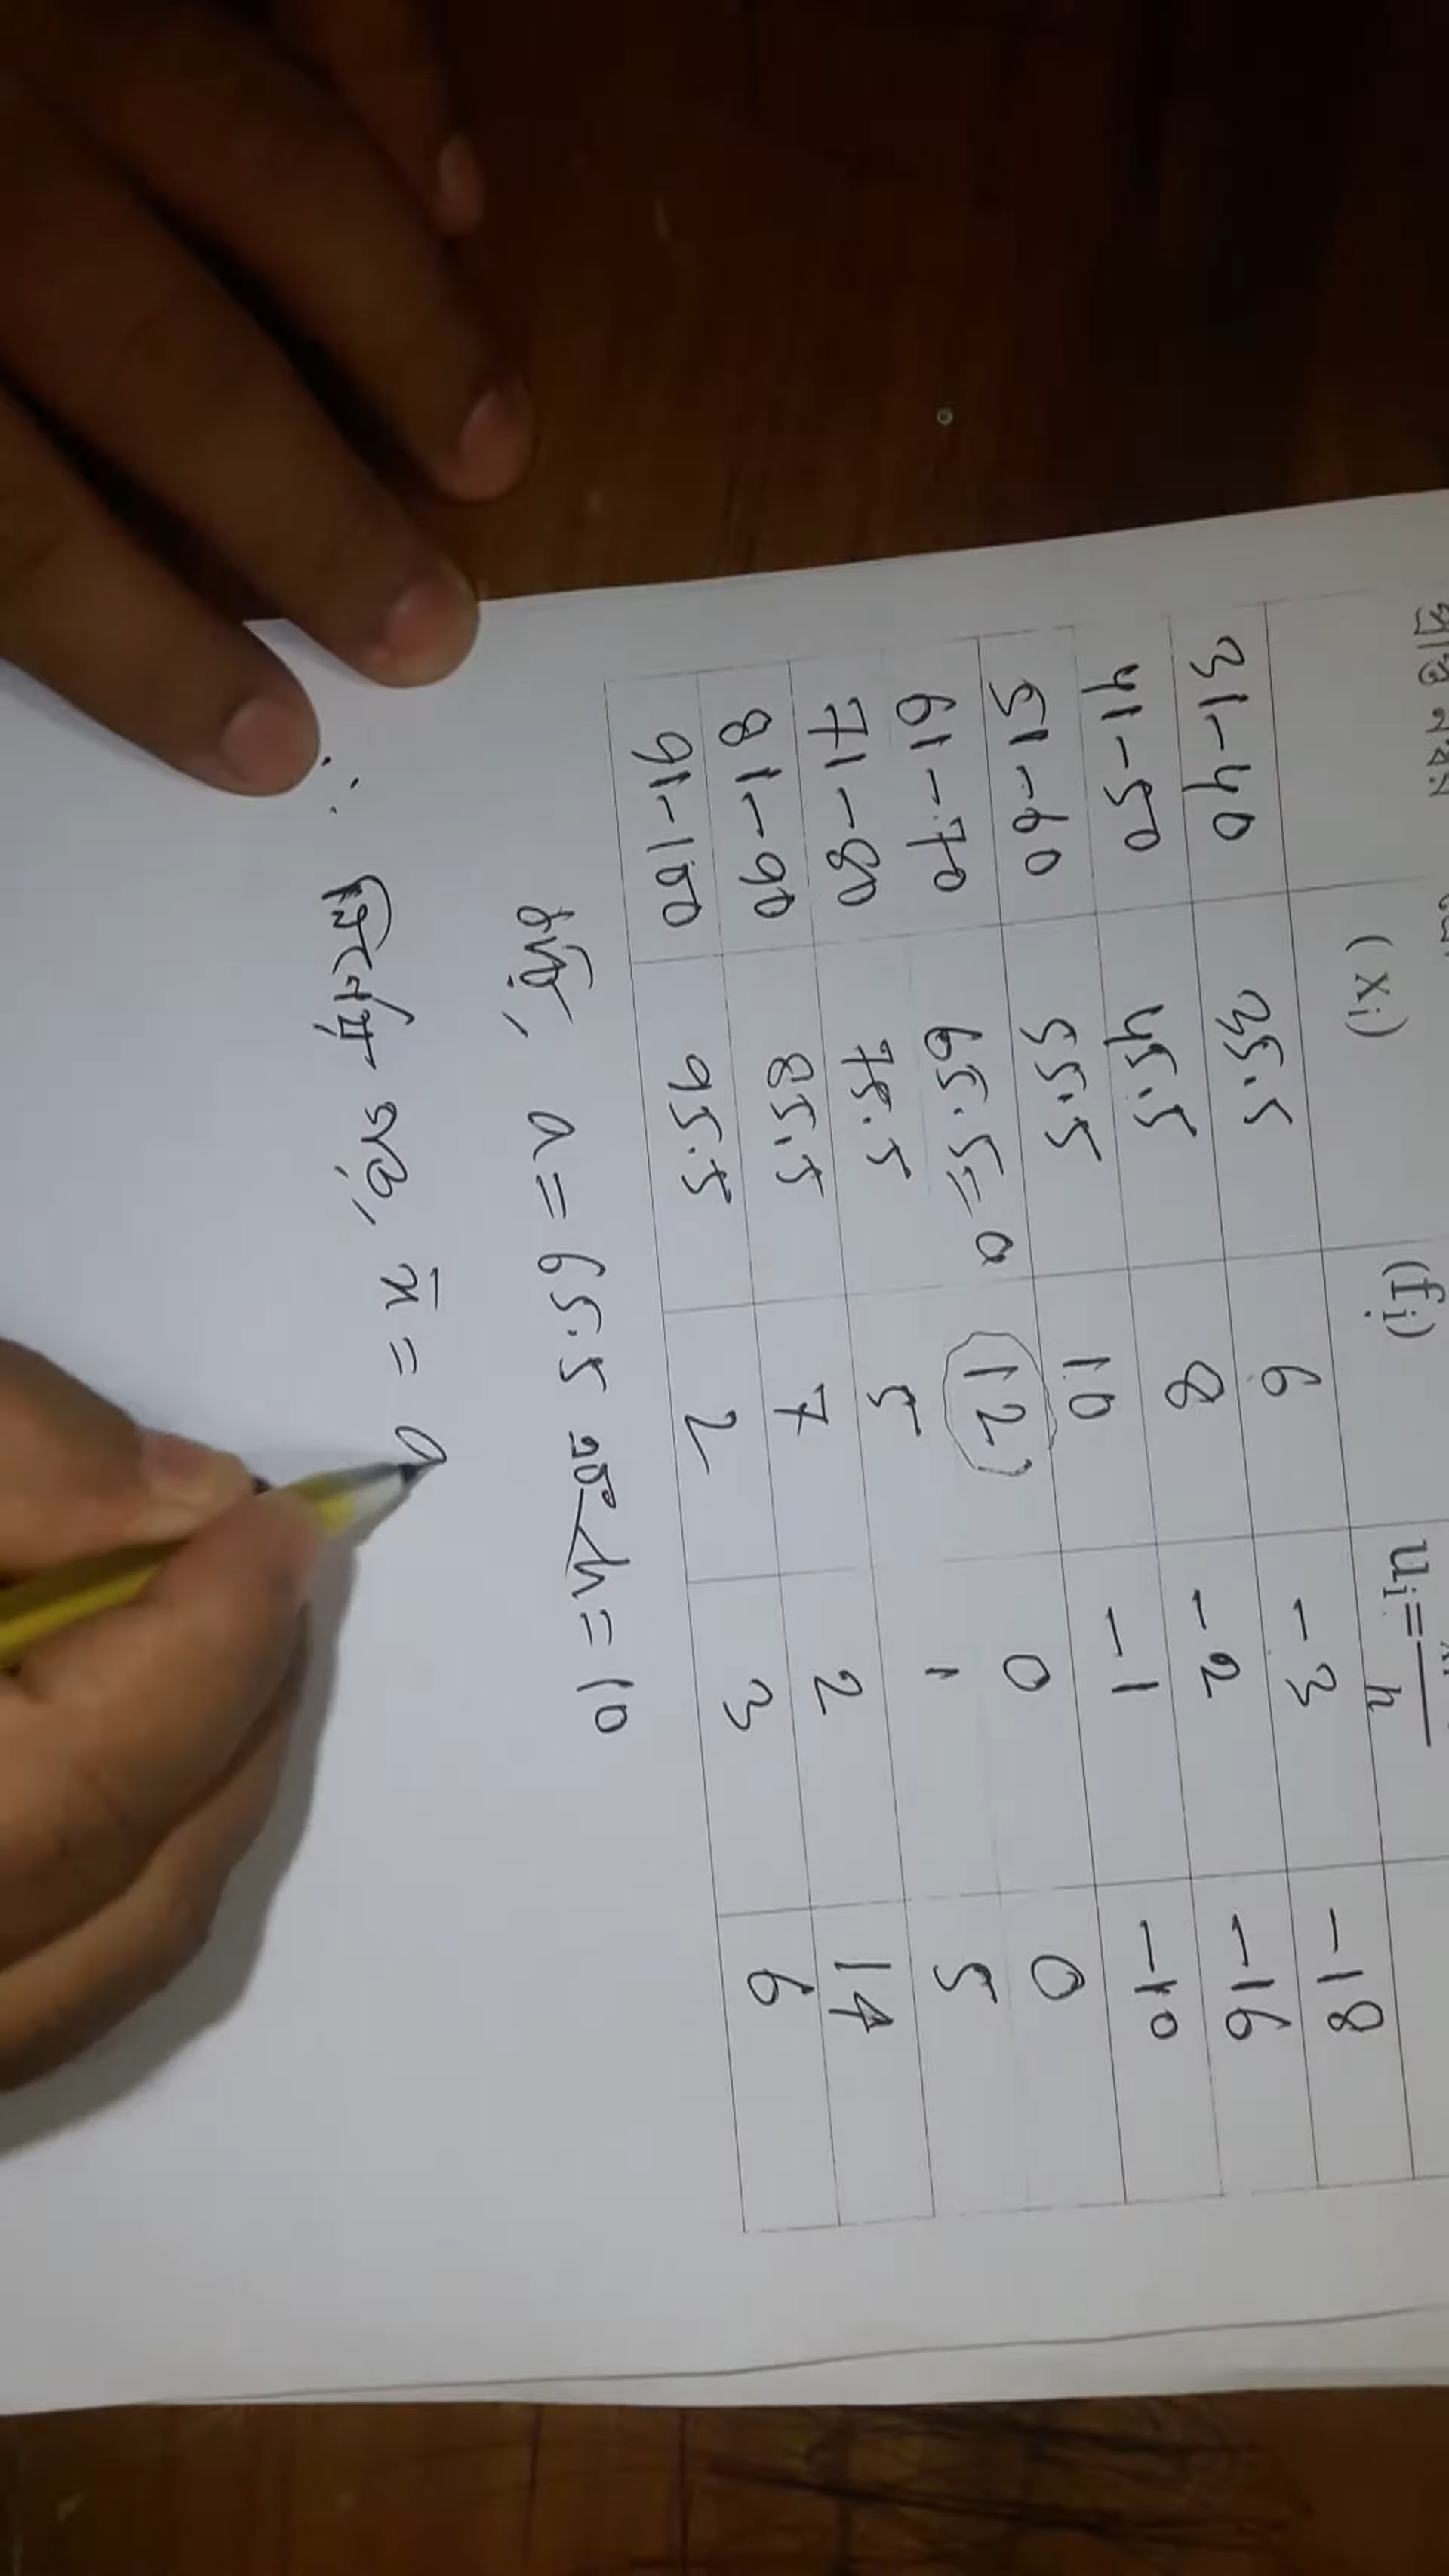 প্রাপ্ত নম্বর
(xᵢ) (fᵢ) uᵢ= h
31-40 35.5 6 -3 -18
41-50 45.5 8 -2 -16
51-60 55.5 10 -1 -10
61-70 65.5=a 12 0 0
71-80 75.5 5 1 5
81-90 85.5 7 2 14
91-100 95.5 2 3 6
a = 65.5 h = 10
∴ নির্ণেয় গড়, x̄ = a